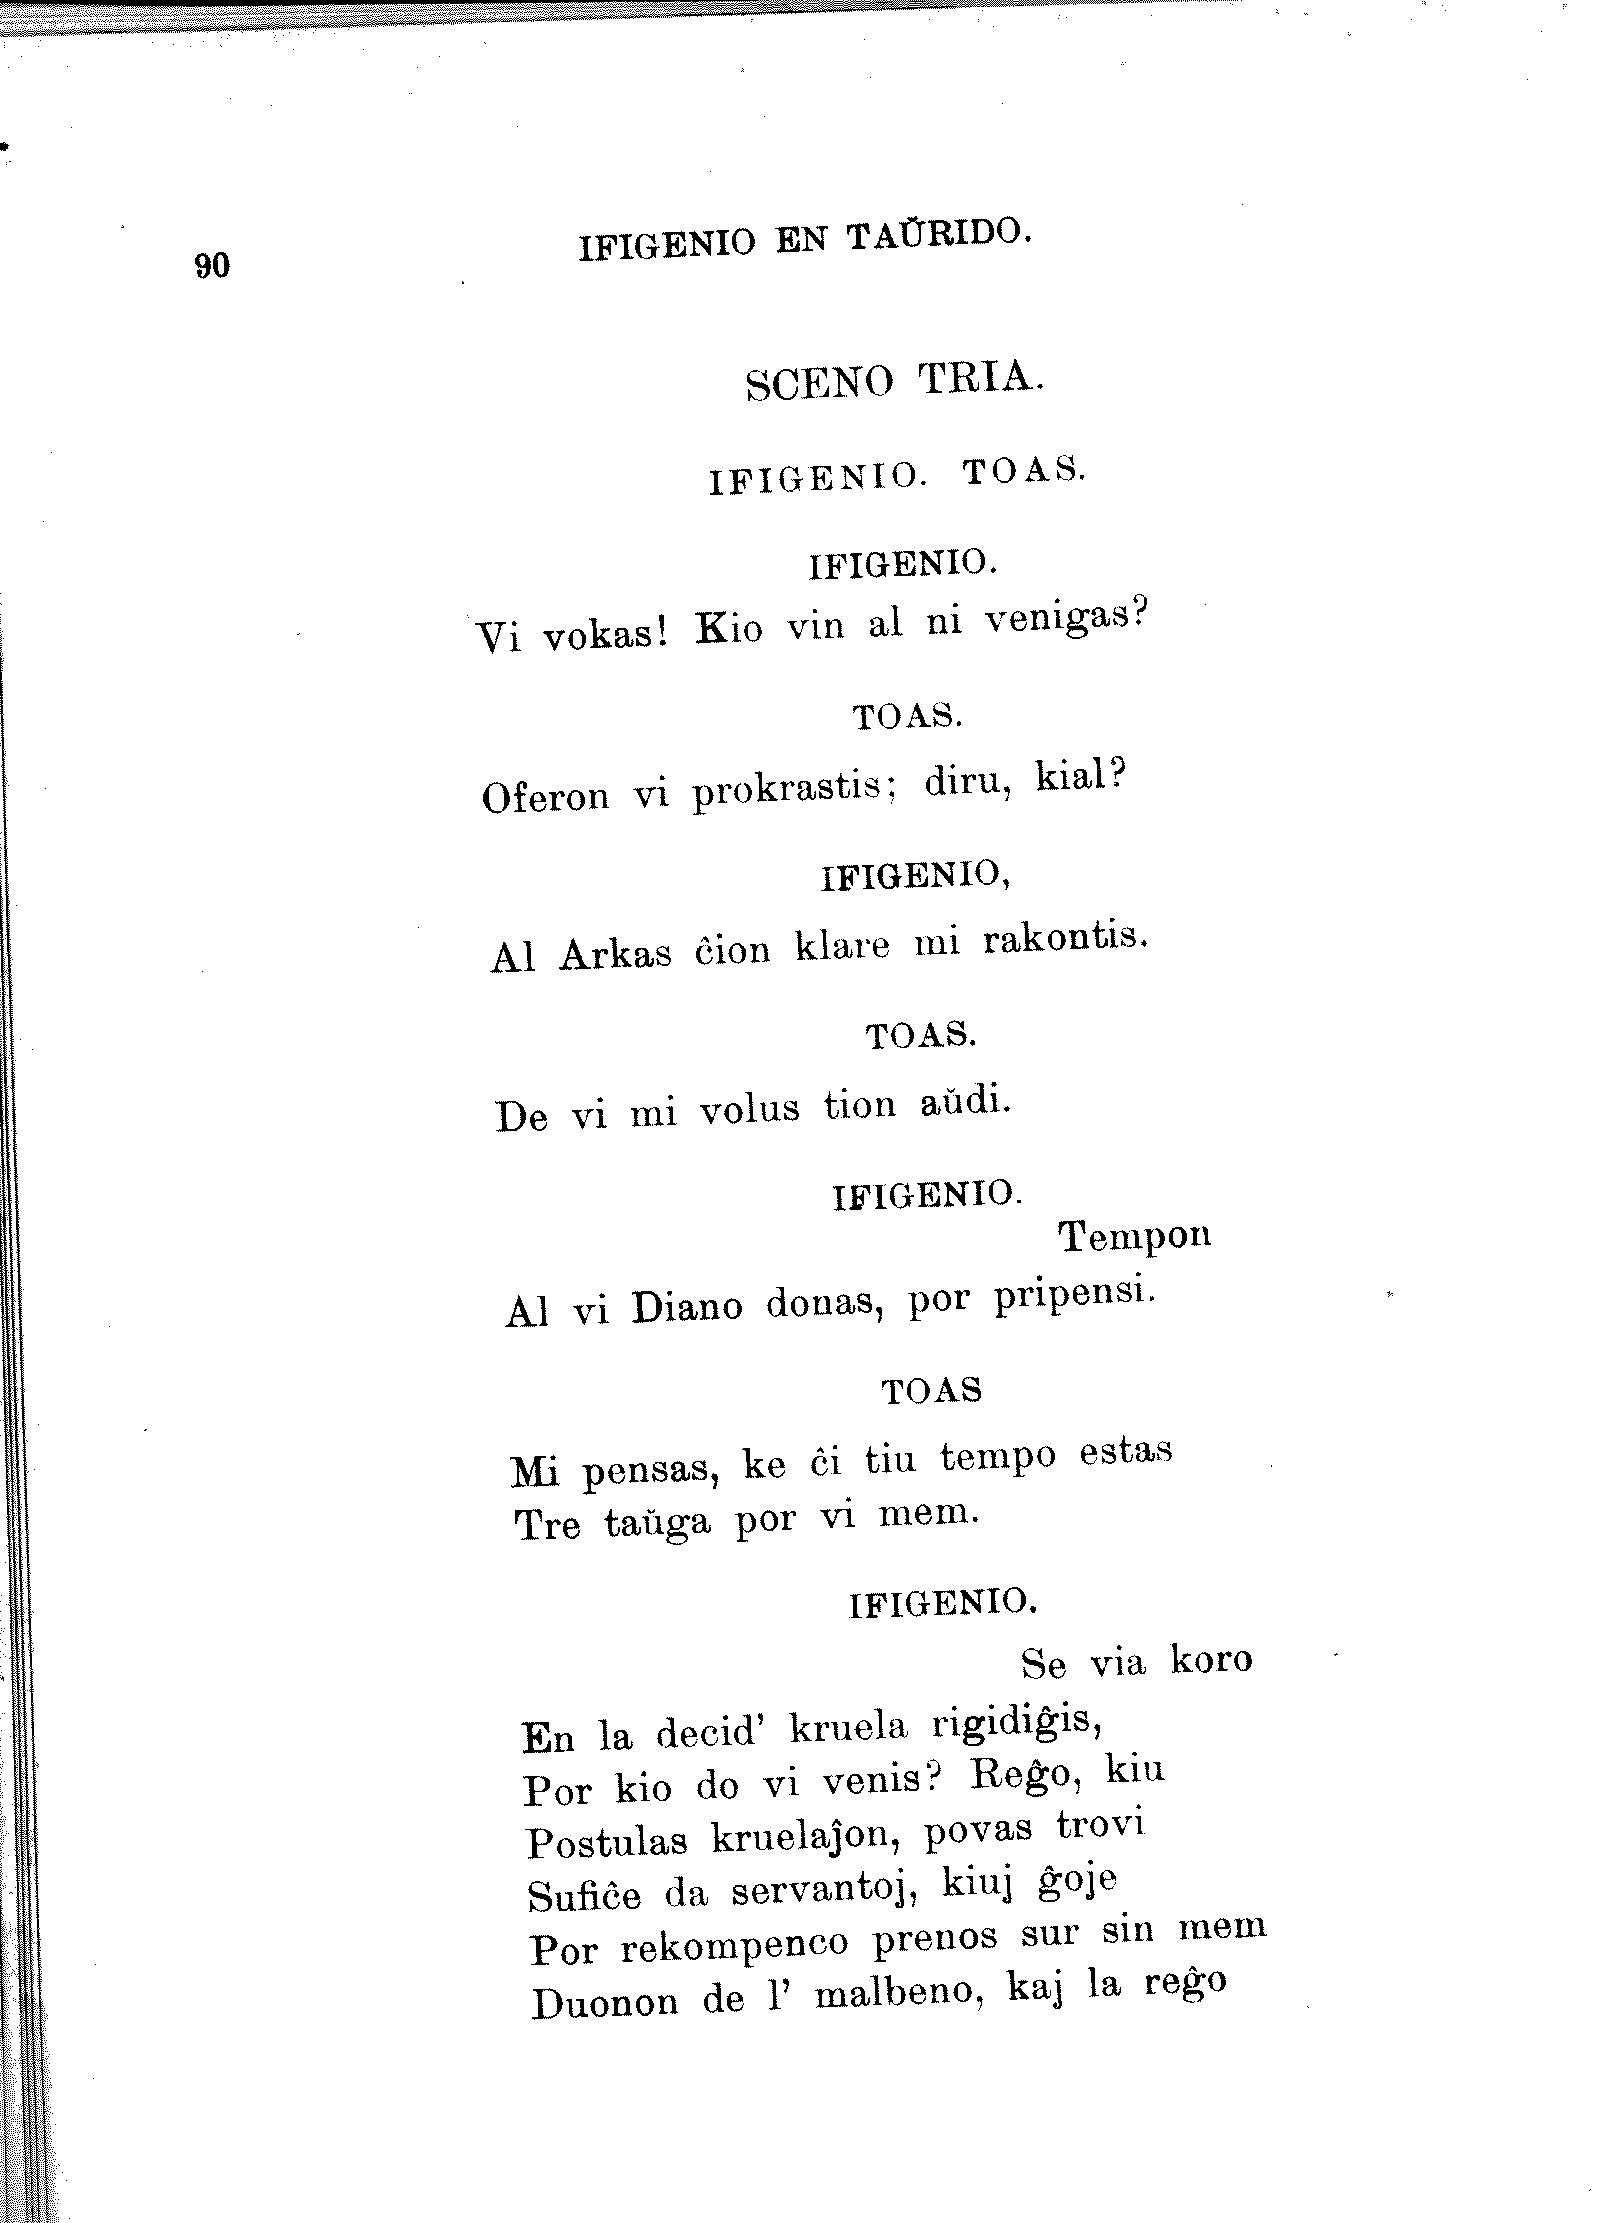 90
IFIGENIO EN TAŬRIDO.
SCENO TRIA.
IFIGENIO. TOAS.
IFIGENIO.
Vi vokas! Kio vin al ni venigas?
TOAS.
Oferon vi prokrastis; diru, kial?
IFIGENIO,
Al Arkas ĉion klare mi rakontis.
TOAS.
De vi mi volus tion aŭdi.
IFIGENIO.
Tempon
Al vi Diano donas, por pripensi.
TOAS
Mi pensas, ke ĉi tiu tempo estas
Tre taŭga por vi mem.
IFIGENIO.
Se via koro
En la decid' kruela rigidiĝis,
Por kio do vi venis? Reĝo, kiu
Postulas kruelaĵon, povas trovi
Sufiĉe da servantoj, kiuj ĝoje
Por rekompenco prenos sur sin mem
Duonon de l' malbeno, kaj la reĝo